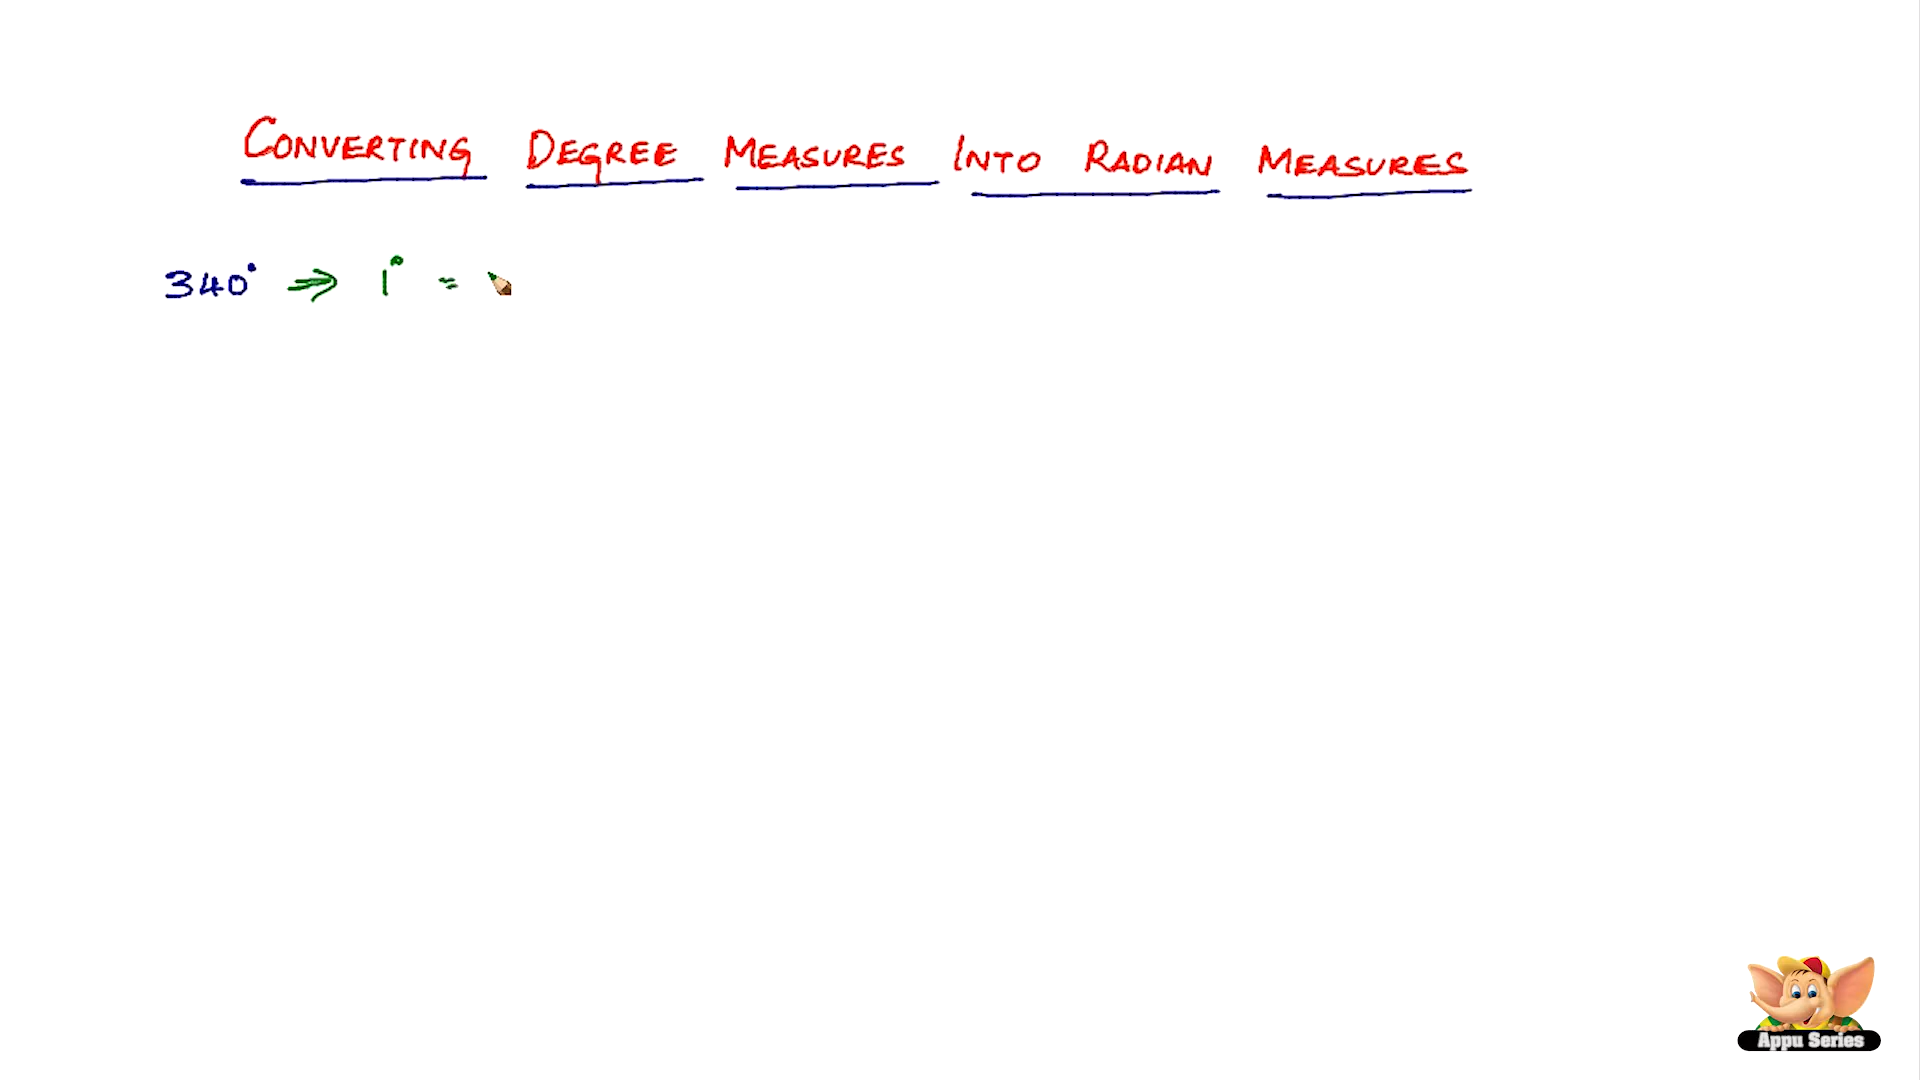 CONVERTING DEGREE MEASURES INTO RADIAN MEASURES
340° ⇒ 1° =
Appu Series